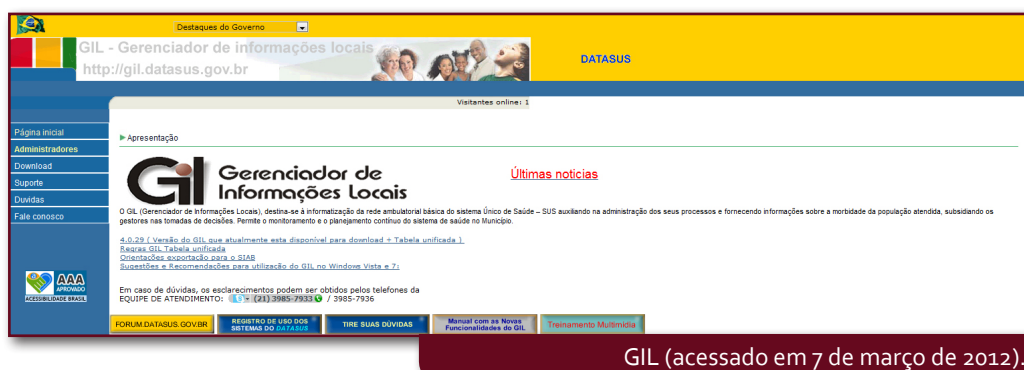 Destaques do Governo
GIL - Gerenciador de informações locais
http://gil.datasus.gov.br
DATASUS
Visitantes online: 1
Página inicial
Administradores
Download
Suporte
Duvidas
Fale conosco
Apresentação
Gil Gerenciador de
Informações Locais
Últimas noticias
O GIL (Gerenciador de Informações Locais), destina-se à informatização da rede ambulatorial básica do sistema Único de Saúde – SUS auxiliando na administração dos seus processos e fornecendo informações sobre a morbidade da população atendida, subsidiando os
gestores nas tomadas de decisões. Permite o monitoramento e o planejamento contínuo do sistema de saúde no Município.
4.0.29 ( Versão do GIL que atualmente esta disponível para download + Tabela unificada )
Regras GIL Tabela unificada
Orientações exportação para o SIAB
Sugestões e Recomendações para utilização do GIL no Windows Vista e 7:
AAA
APROVADO
ACESSIBILIDADE BRASIL
Em caso de dúvidas, os esclarecimentos podem ser obtidos pelos telefones da
EQUIPE DE ATENDIMENTO: (21) 3985-7933 / 3985-7936
FORUM.DATASUS.GOV.BR
REGISTRO DE USO DOS
SISTEMAS DO DATASUS
TIRE SUAS DÚVIDAS
Manual com as Novas
Funcionalidades do GIL
Treinamento Multimídia
GIL (acessado em 7 de março de 2012).